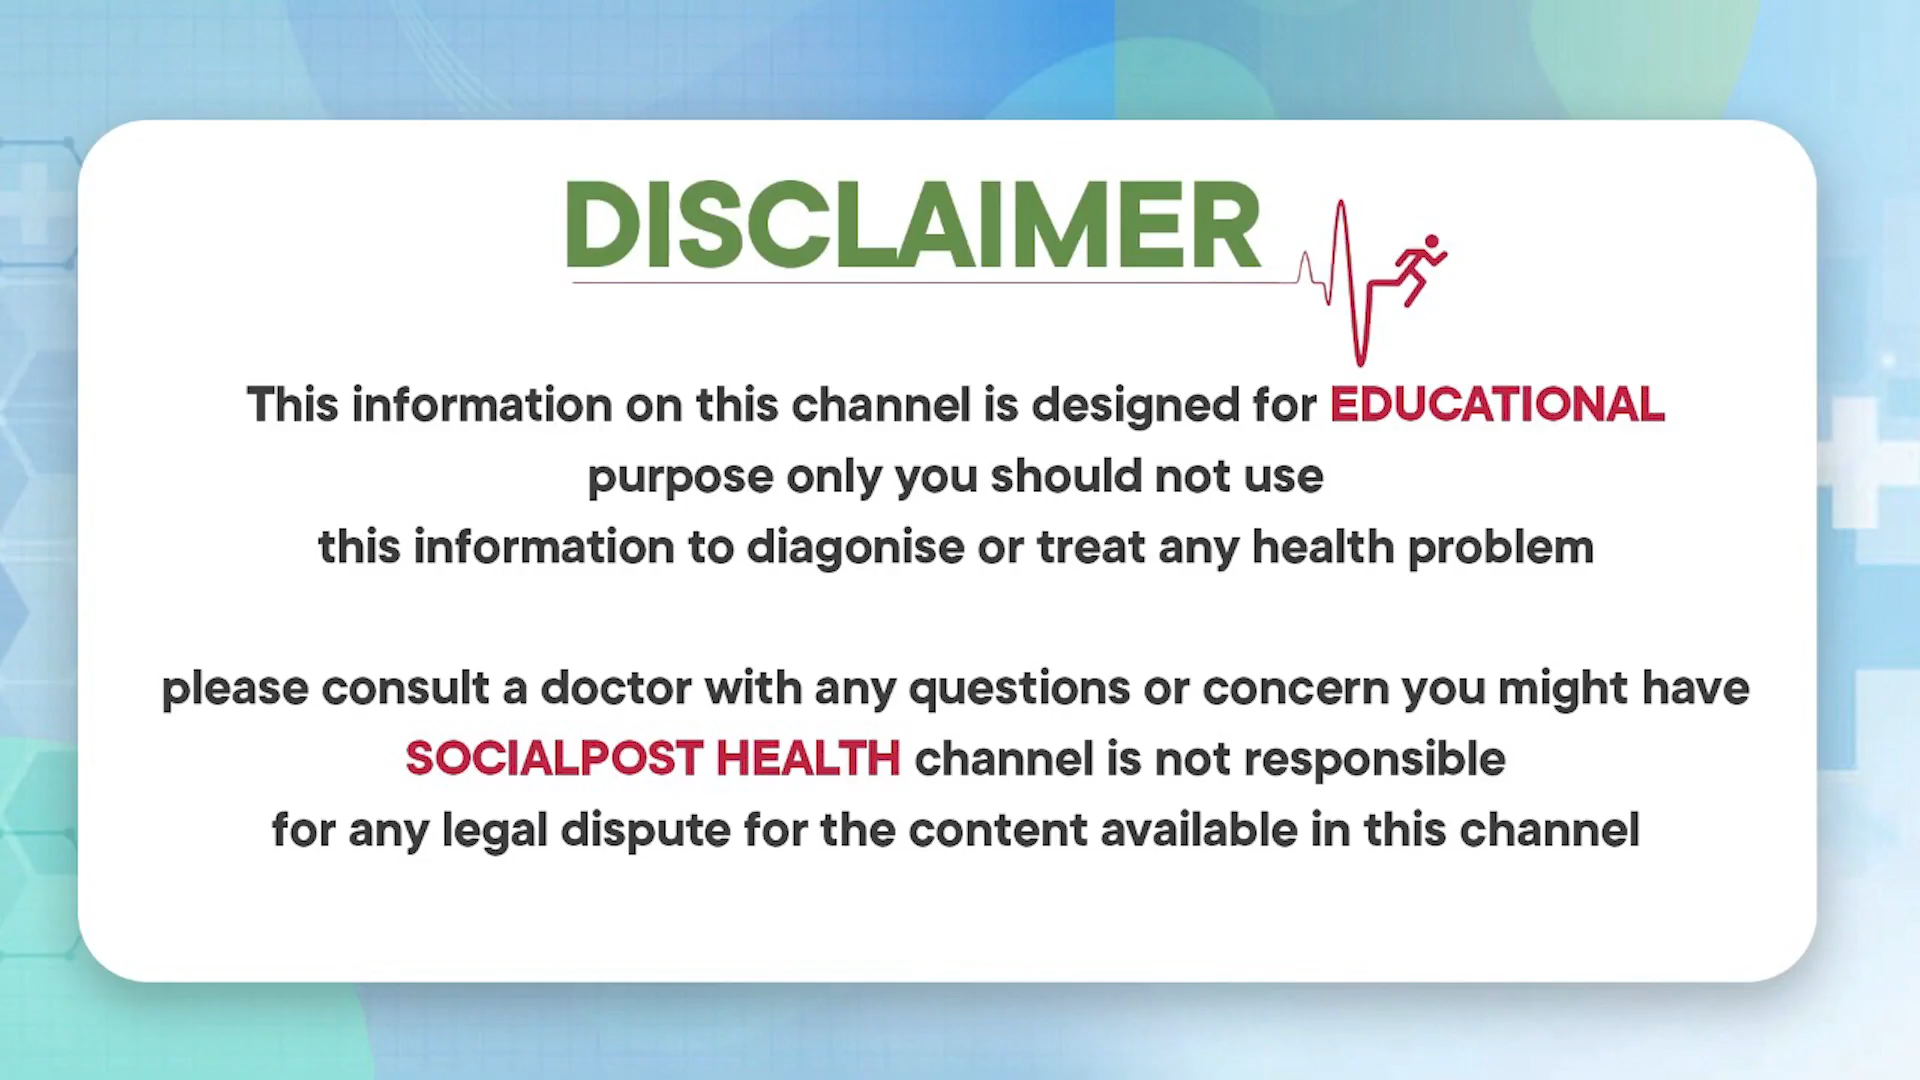 DISCLAIMER
This information on this channel is designed for EDUCATIONAL
purpose only you should not use
this information to diagonise or treat any health problem
please consult a doctor with any questions or concern you might have
SOCIALPOST HEALTH channel is not responsible
for any legal dispute for the content available in this channel